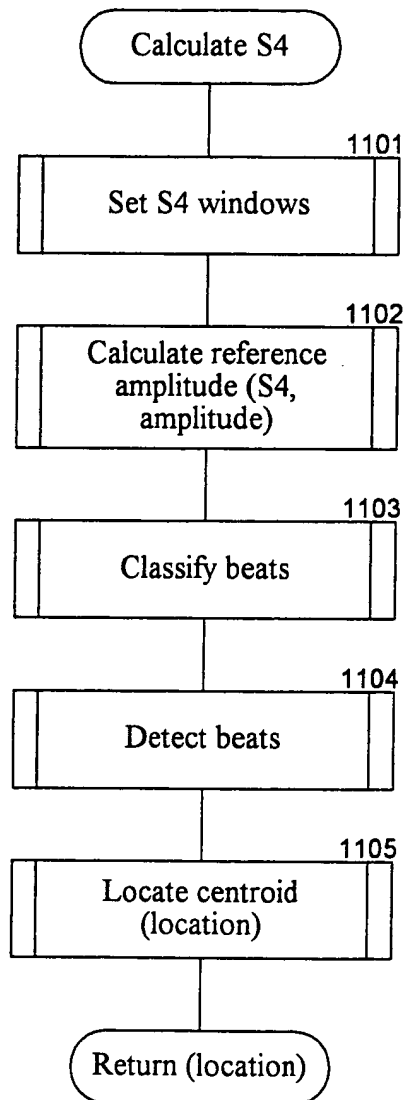 Calculate S4
1101
Set S4 windows
1102
Calculate reference
amplitude (S4,
amplitude)
1103
Classify beats
1104
Detect beats
1105
Locate centroid
(location)
Return (location)